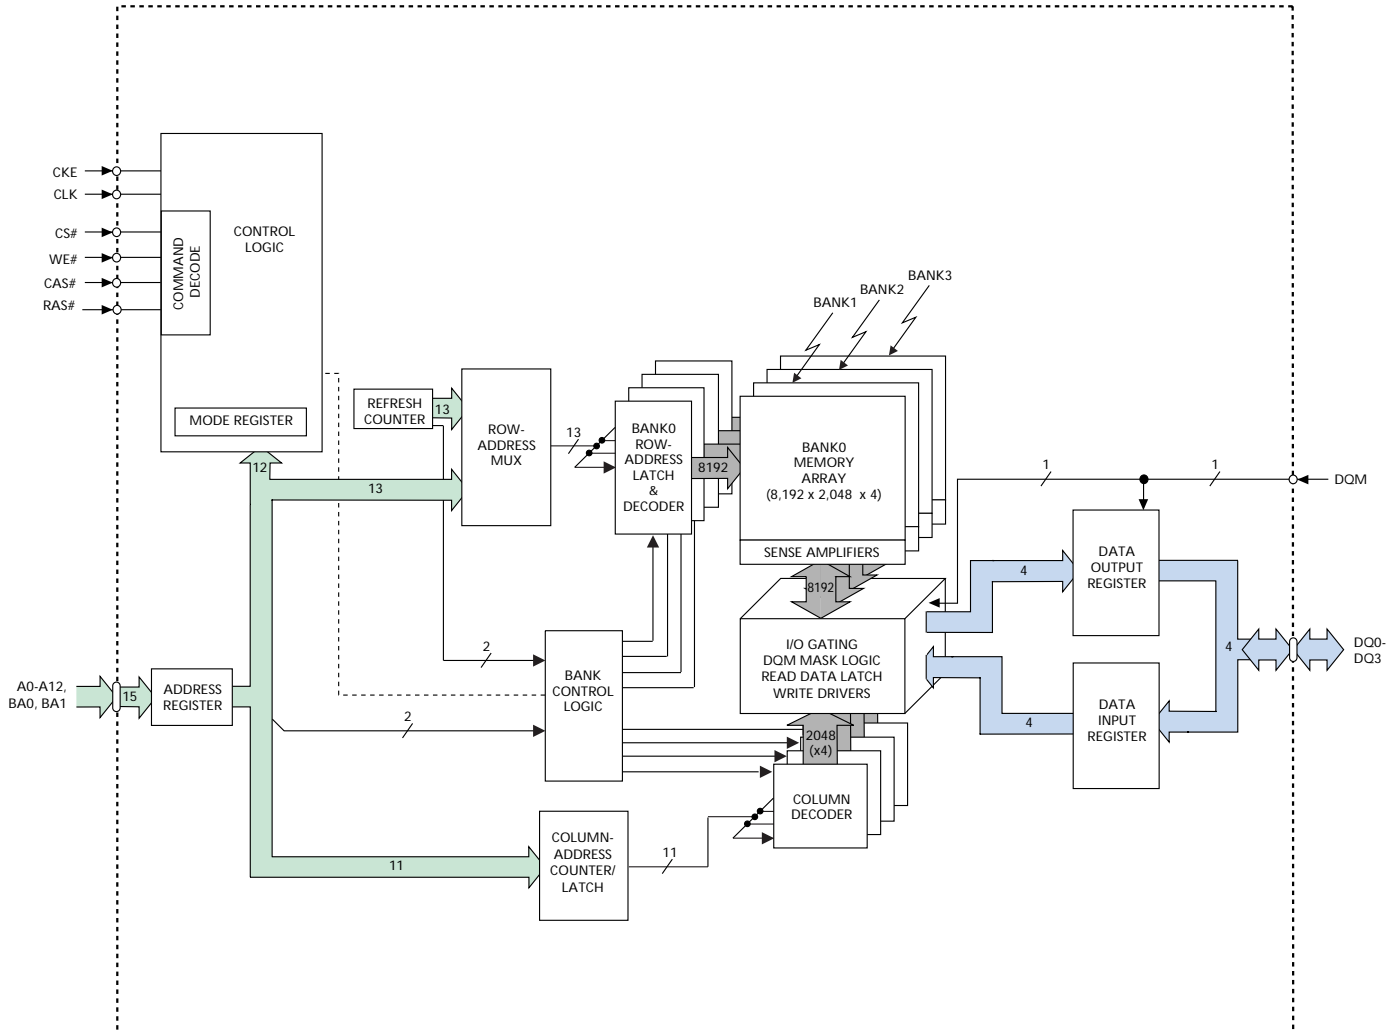 CKE
CLK
CS#
WE#
CAS#
RAS#
COMMAND
DECODE
CONTROL
LOGIC
MODE REGISTER
12
REFRESH
COUNTER
13
13
ROW-
ADDRESS
MUX
13
BANK0
ROW-
ADDRESS
LATCH
&
DECODER
8192
BANK1
BANK2
BANK3
BANK0
MEMORY
ARRAY
(8,192 x 2,048 x 4)
SENSE AMPLIFIERS
8192
I/O GATING
DQM MASK LOGIC
READ DATA LATCH
WRITE DRIVERS
2048
(x4)
COLUMN
DECODER
1
1
DQM
DATA
OUTPUT
REGISTER
4
4
4
DATA
INPUT
REGISTER
DQ0-
DQ3
A0-A12,
BA0, BA1
15
ADDRESS
REGISTER
2
2
BANK
CONTROL
LOGIC
11
COLUMN-
ADDRESS
COUNTER/
LATCH
11